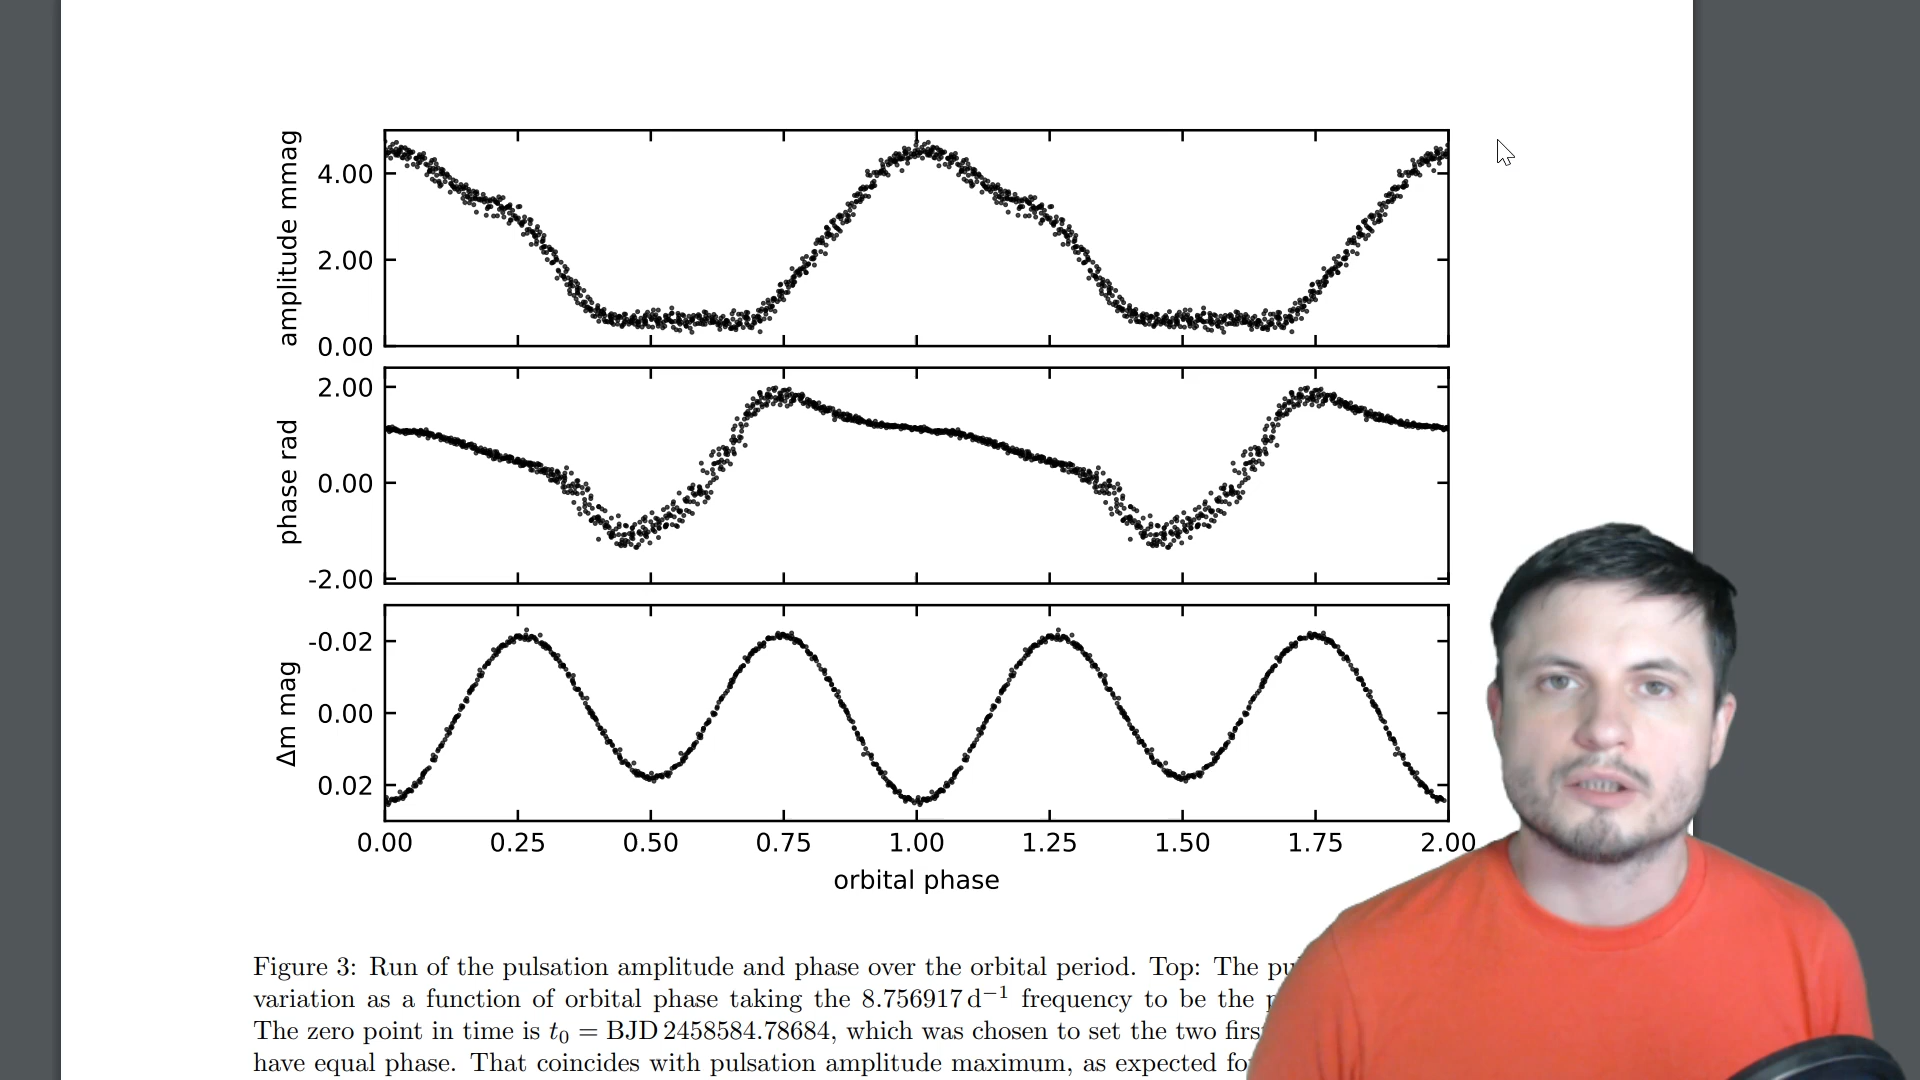 amplitude mmag
4.00
2.00
0.00
phase rad
2.00
0.00
-2.00
Δm mag
-0.02
0.00
0.02
0.00 0.25 0.50 0.75 1.00 1.25 1.50 1.75 2.00
orbital phase
Figure 3: Run of the pulsation amplitude and phase over the orbital period. Top: The
variation as a function of orbital phase taking the 8.756917 d⁻¹ frequency to be the
The zero point in time is t₀ = BJD 2458584.78684, which was chosen to set the two
have equal phase. That coincides with pulsation amplitude maximum, as expected